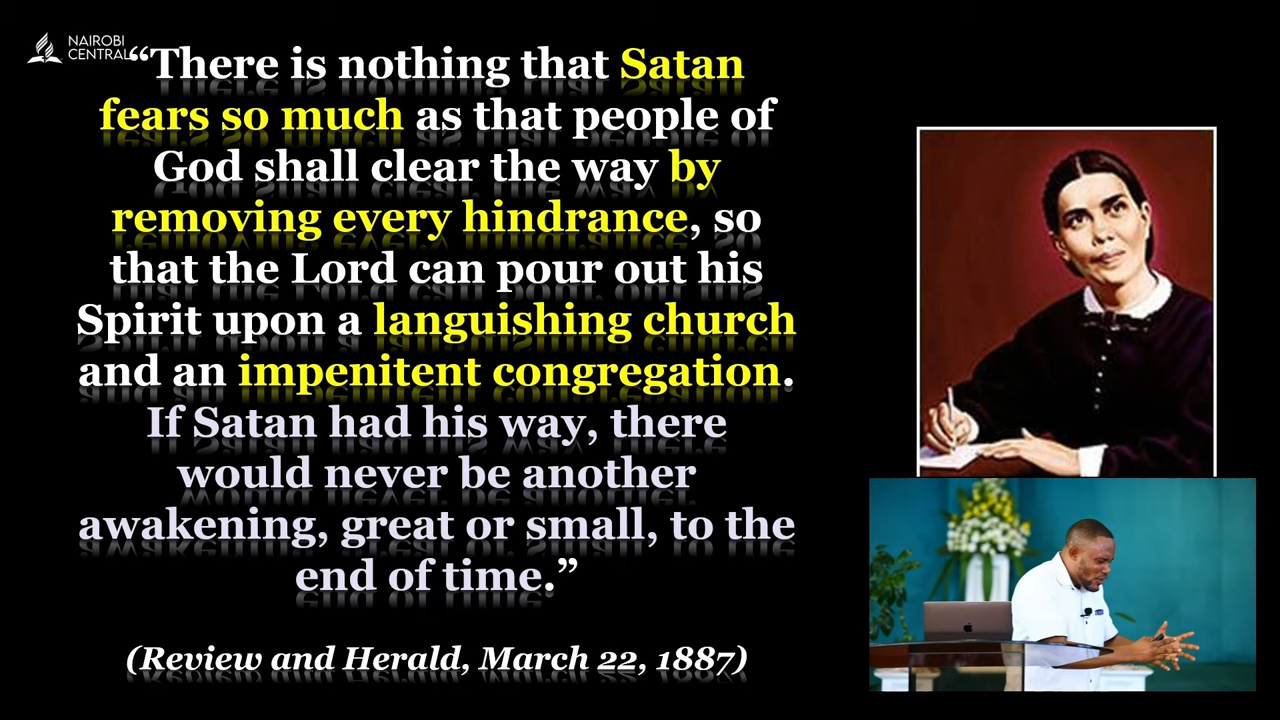 NAIROBI
CENTRAL
“There is nothing that Satan
fears so much as that people of
God shall clear the way by
removing every hindrance, so
that the Lord can pour out his
Spirit upon a languishing church
and an impenitent congregation.
If Satan had his way, there
would never be another
awakening, great or small, to the
end of time.”
(Review and Herald, March 22, 1887)